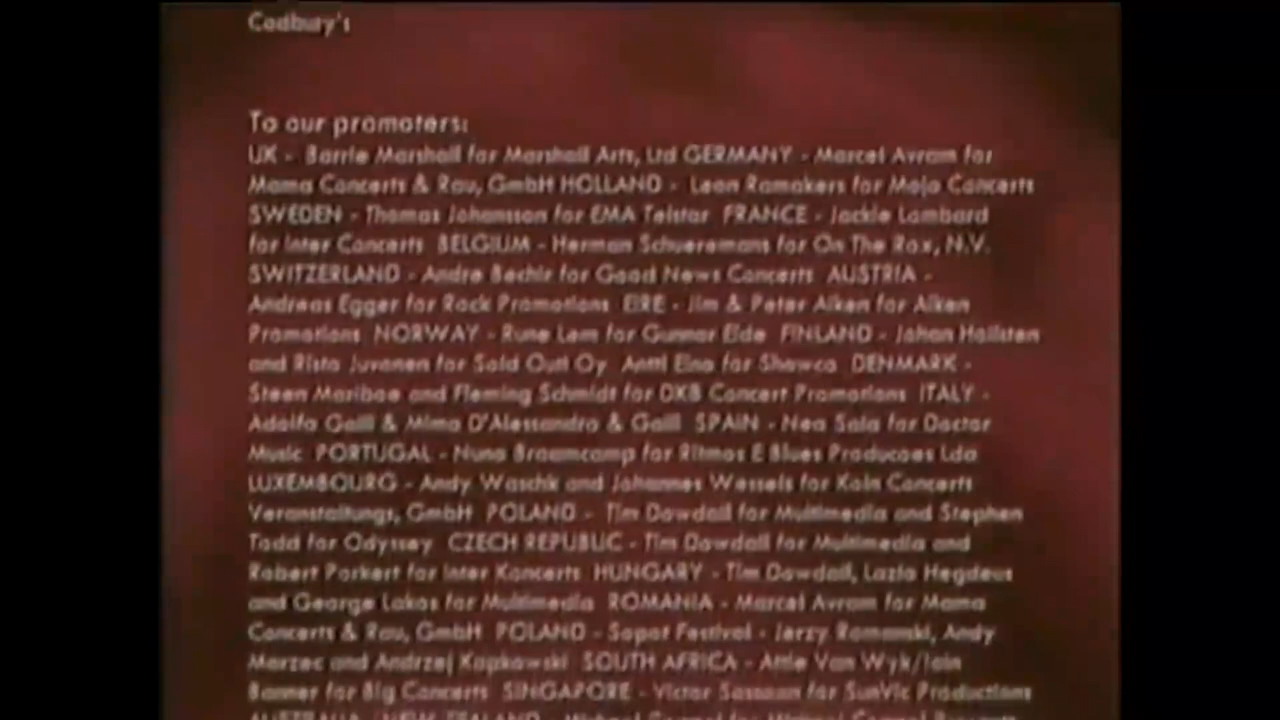 Cadbury's
To our promoters:
UK - Barrie Marshall for Marshall Arts, Ltd GERMANY - Marcel Avram for
Mama Concerts & Rau, GmbH HOLLAND - Leon Ramakers for Mojo Concerts
SWEDEN - Thomas Johansson for EMA Telstar FRANCE - Jackie Lombard
for Inter Concerts BELGIUM - Herman Schueremans for On The Rox, N.V.
SWITZERLAND - Andre Bechir for Good News Concerts AUSTRIA -
Andreas Egger for Rock Promotions EIRE - Jim & Peter Aiken for Aiken
Promotions NORWAY - Rune Lem for Gunnar Eide FINLAND - Johan Hollsten
and Risto Juvonen for Sold Out! Oy Antti Eino for Showco DENMARK -
Steen Mariboe and Fleming Schmidt for DKB Concert Promotions ITALY -
Adolfo Galli & Mimo D'Alessandro & Galli SPAIN - Neo Sala for Doctor
Music PORTUGAL - Nuno Braamcamp for Ritmos E Blues Producoes Lda
LUXEMBOURG - Andy Waschk and Johannes Wessels for Koln Concerts
Veranstaltungs, GmbH POLAND - Tim Dowdall for Multimedia and Stephen
Todd for Odyssey CZECH REPUBLIC - Tim Dowdall for Multimedia and
Robert Porkert for Inter Koncerts HUNGARY - Tim Dowdall, Lazlo Hegdeus
and George Lakos for Multimedia ROMANIA - Marcel Avram for Mama
Concerts & Rau, GmbH POLAND - Sopot Festival - Jerzy Romanski, Andy
Marzec and Andrzej Kopkowski SOUTH AFRICA - Attie Van Wyk/Iain
Banner for Big Concerts SINGAPORE - Victor Sassoon for SunVic Productions